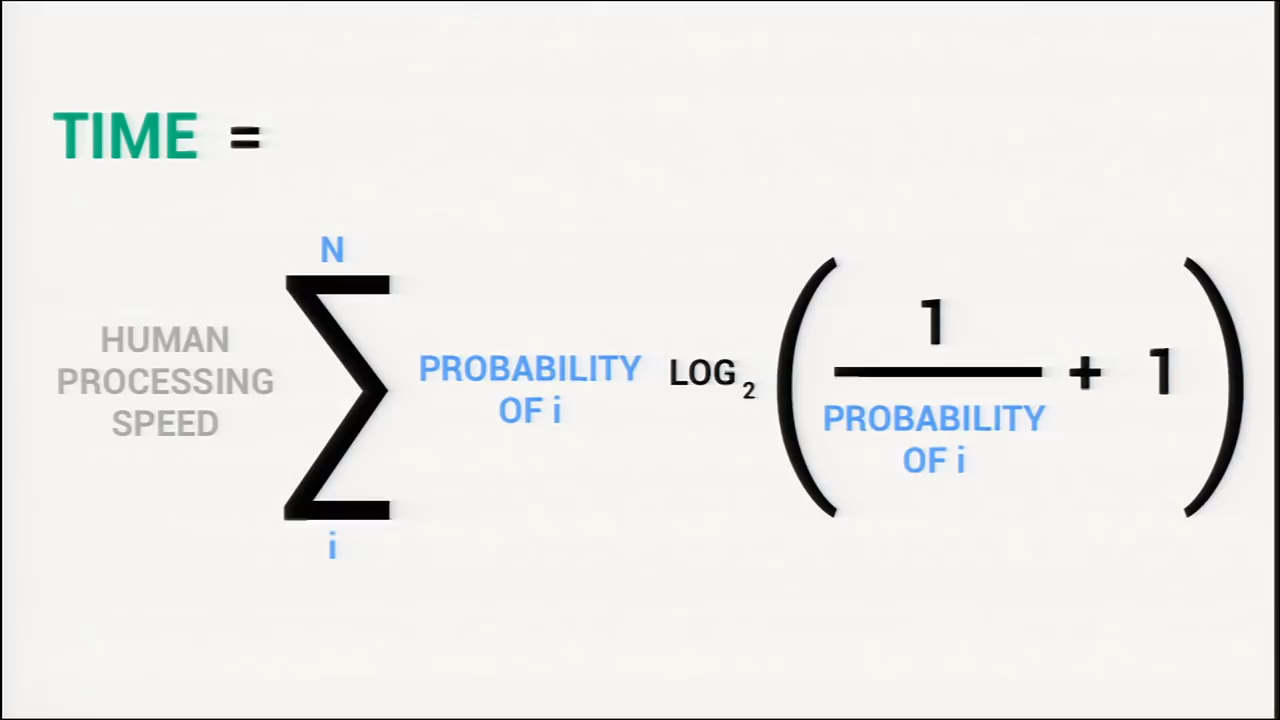 TIME =
N
HUMAN
PROCESSING
SPEED
∑
i
PROBABILITY
OF i
LOG 2
( 1
PROBABILITY
OF i
+ 1 )